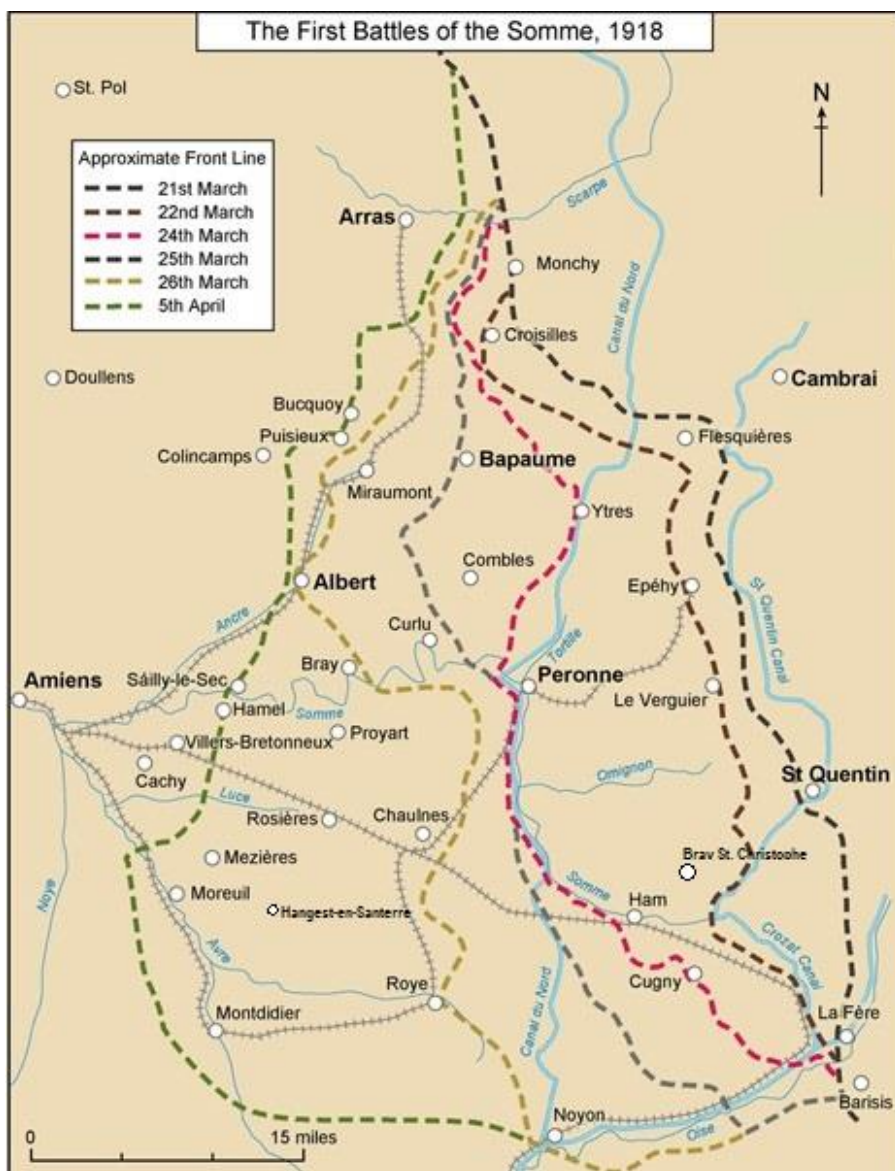 The First Battles of the Somme, 1918
St. Pol
N
Approximate Front Line
21st March
22nd March
24th March
25th March
26th March
5th April
Scarpe
Arras
Monchy
Canal du Nord
Croisilles
Doullens
Cambrai
Bucquoy
Puisieux
Flesquières
Colincamps
Bapaume
Miraumont
Ytres
Combles
Epéhy
Albert
St Quentin Canal
Ancre
Curlu
Tortille
Bray
Peronne
Amiens
Sáilly-le-Sec
Le Verguier
Hamel
Somme
Proyart
Villers-Bretonneux
Cachy
Omignon
St Quentin
Luce
Rosières
Chaulnes
Brav St. Christophe
Mezières
Noye
Moreuil
Somme
Ham
Hangest-en-Santerre
Crozat Canal
Avre
Cugny
Roye
Canal du Nord
La Fère
Montdidier
Barisis
Noyon
Oise
0
15 miles